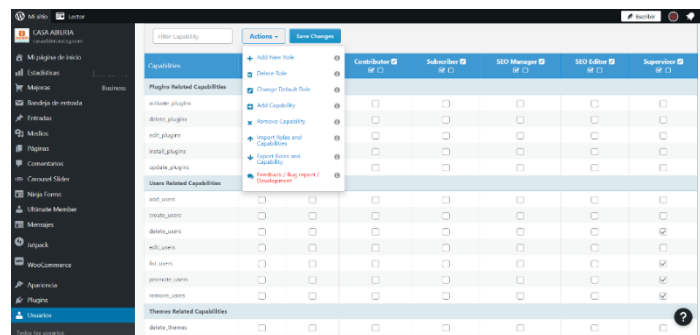 Mi sitio
Lector
Escribir
CASA ABIERTA
Mi página de inicio
Estadísticas
Mejoras
Business
Bandeja de entrada
Entradas
Medios
Páginas
Comentarios
Carousel Slider
Ninja Forms
Ultimate Member
Mensajes
Jetpack
WooCommerce
Apariencia
Plugins
Usuarios
Todos los usuarios
Filter Capability
Actions
Save Changes
Add New Role
Delete Role
Change Default Role
Add Capability
Remove Capability
Import Roles and
Capabilities
Export Roles and
Capability
Feedback / Bug report /
Development
Capabilities
Contributor
Subscriber
SEO Manager
SEO Editor
Supervisor
Plugins Related Capabilities
activate_plugins
delete_plugins
edit_plugins
install_plugins
update_plugins
Users Related Capabilities
add_users
create_users
delete_users
edit_users
list_users
promote_users
remove_users
Themes Related Capabilities
delete_themes